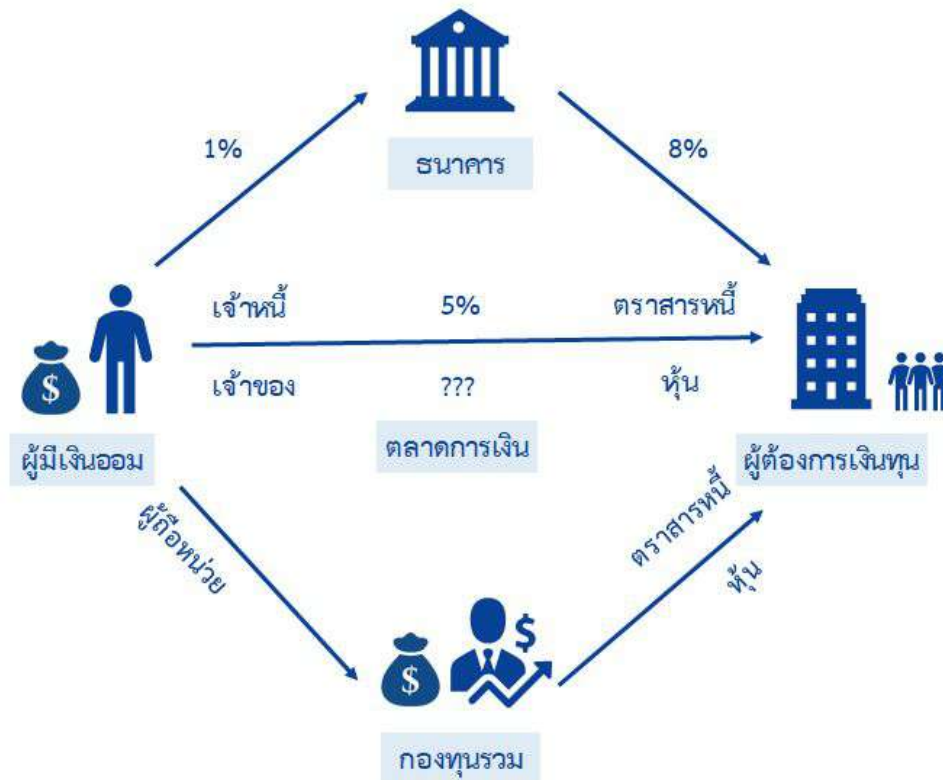 1%
8%
ธนาคาร
เจ้าหนี้
5%
ตราสารหนี้
เจ้าของ
???
หุ้น
$
ผู้มีเงินออม
ตลาดการเงิน
ผู้ต้องการเงินทุน
ผู้ถือหน่วย
ตราสารหนี้
หุ้น
$
$
กองทุนรวม